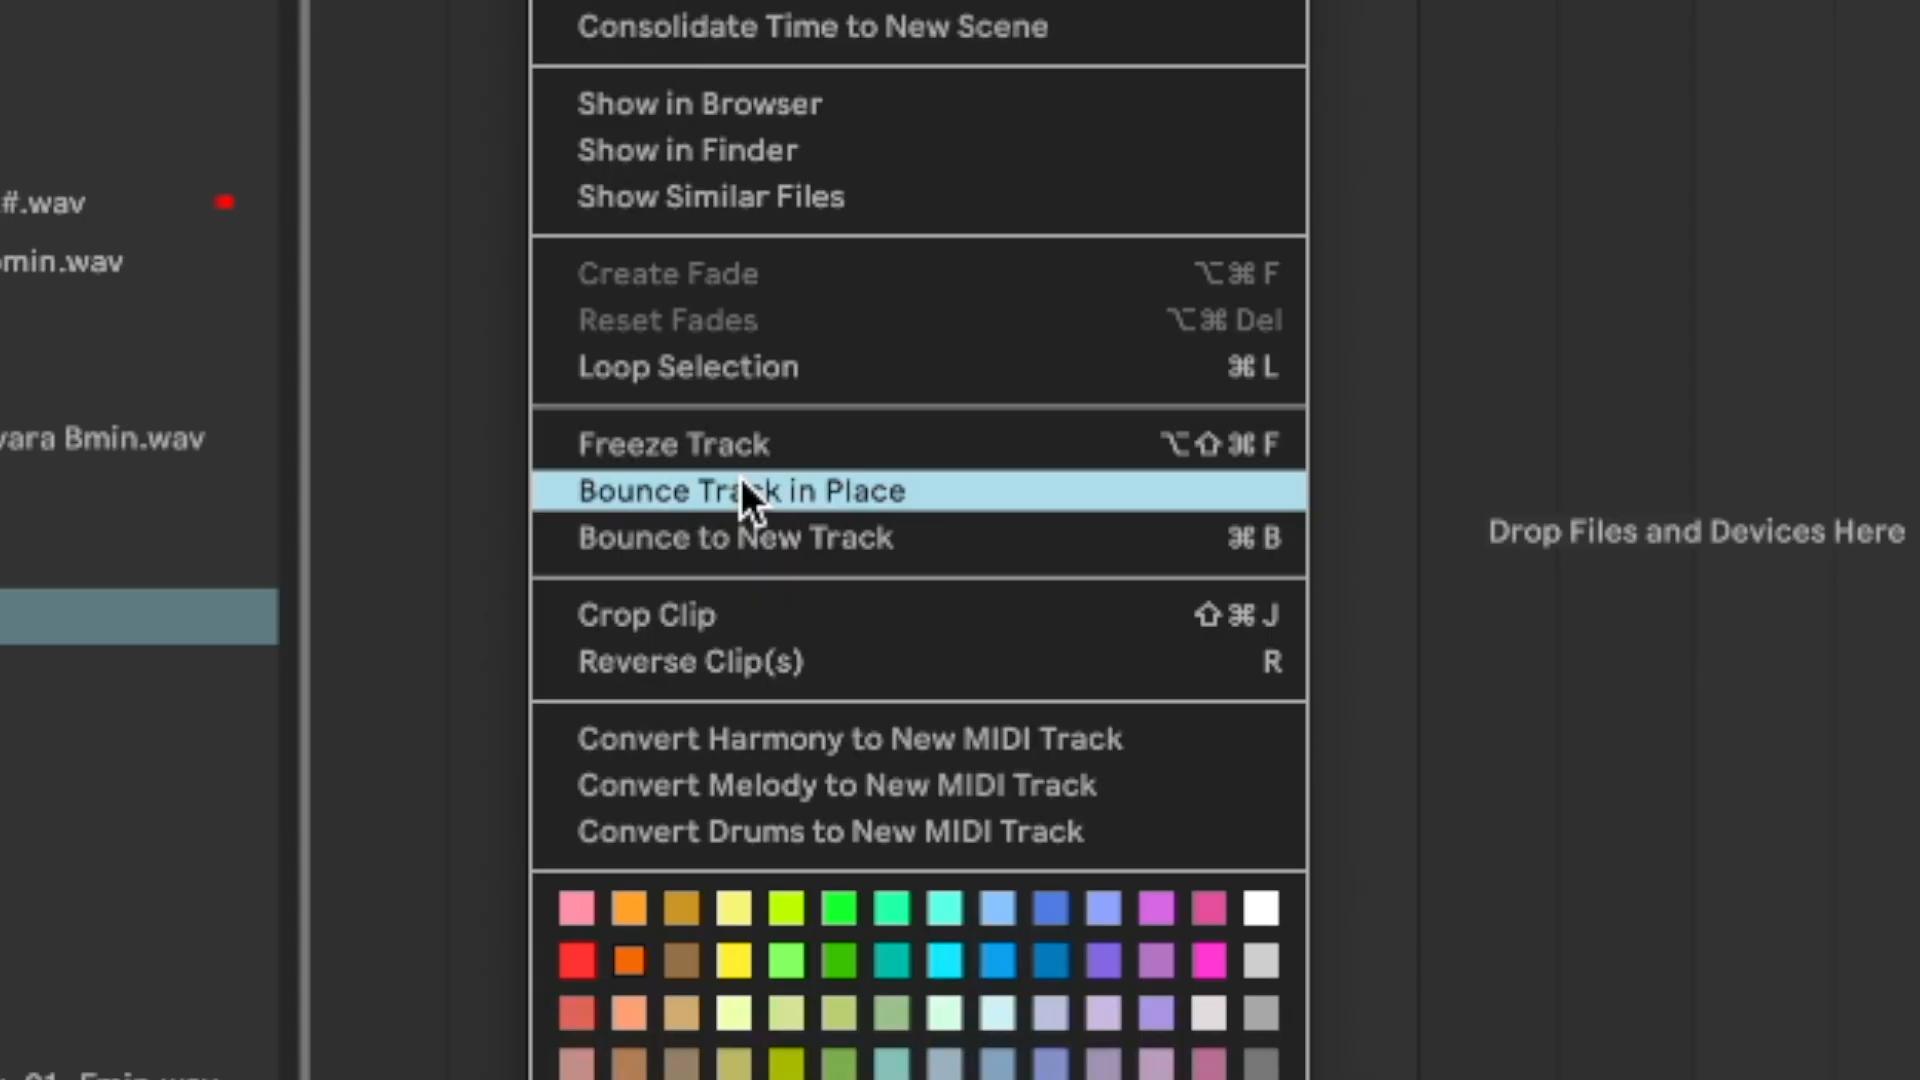 Consolidate Time to New Scene
Show in Browser
Show in Finder
Show Similar Files
Create Fade ⌥⌘F
Reset Fades ⌥⌘Del
Loop Selection ⌘L
Freeze Track ⌥⇧⌘F
Bounce Track in Place
Bounce to New Track ⌘B
Crop Clip ⇧⌘J
Reverse Clip(s) R
Convert Harmony to New MIDI Track
Convert Melody to New MIDI Track
Convert Drums to New MIDI Track
#.wav
min.wav
vara Bmin.wav
Drop Files and Devices Here